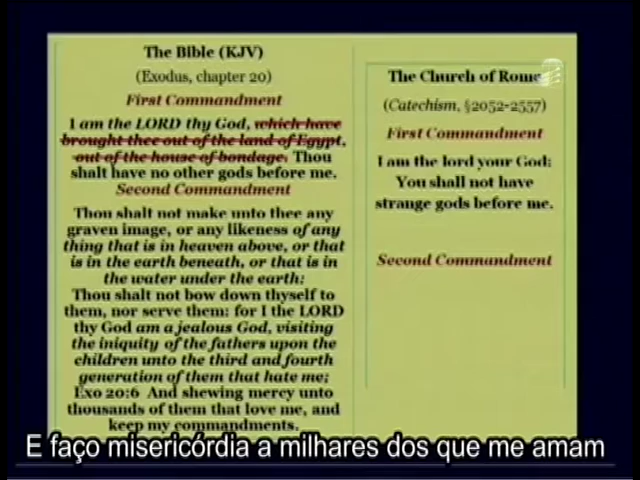 The Bible (KJV)
(Exodus, chapter 20)
First Commandment
I am the LORD thy God, which have
brought thee out of the land of Egypt,
out of the house of bondage. Thou
shalt have no other gods before me.
Second Commandment
Thou shalt not make unto thee any
graven image, or any likeness of any
thing that is in heaven above, or that
is in the earth beneath, or that is in
the water under the earth:
Thou shalt not bow down thyself to
them, nor serve them: for I the LORD
thy God am a jealous God, visiting
the iniquity of the fathers upon the
children unto the third and fourth
generation of them that hate me;
Exo 20:6 And shewing mercy unto
thousands of them that love me, and
keep my commandments.
The Church of Rome
(Catechism, §2052-2557)
First Commandment
I am the lord your God:
You shall not have
strange gods before me.
Second Commandment
E faço misericórdia a milhares dos que me amam